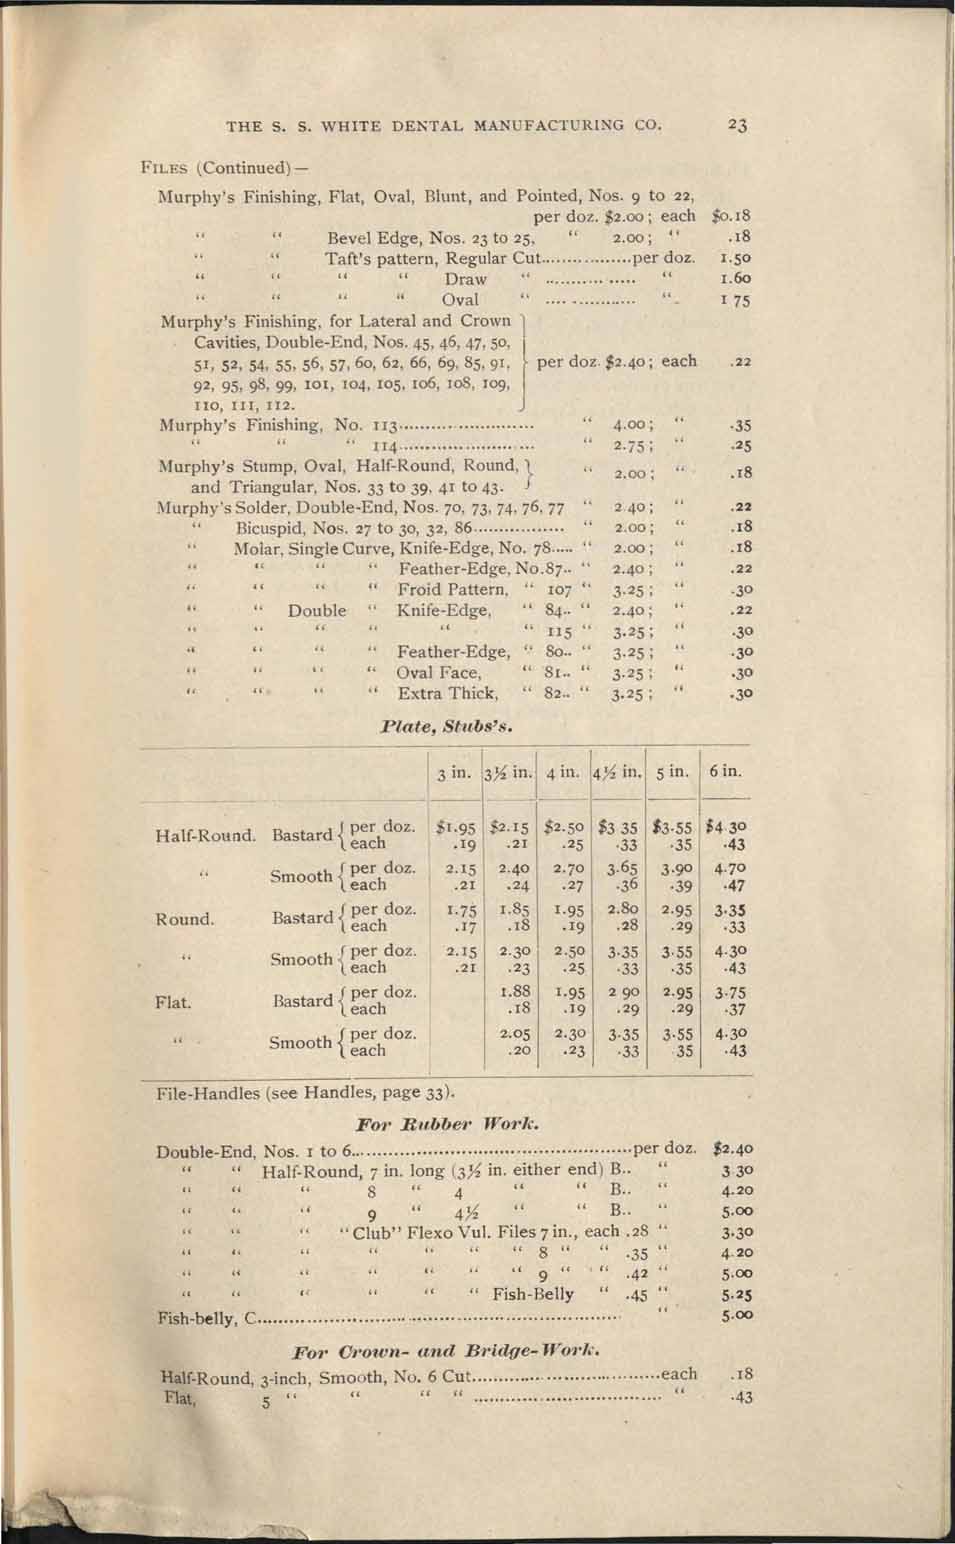 THE S. S. WHITE DENTAL MANUFACTURING CO. 23
FILES (Continued)—
Murphy's Finishing, Flat, Oval, Blunt, and Pointed, Nos. 9 to 22,
per doz. $2.00; each $0.18
“ “ Bevel Edge, Nos. 23 to 25, “ 2.00; “ .18
“ “ Taft's pattern, Regular Cut..................per doz. 1.50
“ “ “ “ Draw “ .................. “ 1.60
“ “ “ “ Oval “ .................. “ 1 75
Murphy's Finishing, for Lateral and Crown
Cavities, Double-End, Nos. 45, 46, 47, 50,
51, 52, 54, 55, 56, 57, 60, 62, 66, 69, 85, 91, } per doz. $2.40; each .22
92, 95, 98, 99, 101, 104, 105, 106, 108, 109,
110, 111, 112.
Murphy's Finishing, No. 113.......................... “ 4.00; “ .35
“ “ “ 114.......................... “ 2.75; “ .25
Murphy's Stump, Oval, Half-Round, Round, } “ 2.00; “ .18
and Triangular, Nos. 33 to 39, 41 to 43.
Murphy's Solder, Double-End, Nos. 70, 73, 74, 76, 77 “ 2 40; “ .22
“ Bicuspid, Nos. 27 to 30, 32, 86................. “ 2.00; “ .18
“ Molar, Single Curve, Knife-Edge, No. 78..... “ 2.00; “ .18
“ “ “ “ Feather-Edge, No. 87.. “ 2.40; “ .22
“ “ “ “ Froid Pattern, “ 107 “ 3.25; “ .30
“ “ Double “ Knife-Edge, “ 84.. “ 2.40; “ .22
“ “ “ “ “ “ 115 “ 3.25; “ .30
“ “ “ “ Feather-Edge, “ 80.. “ 3.25; “ .30
“ “ “ “ Oval Face, “ 81.. “ 3.25; “ .30
“ “ “ “ Extra Thick, “ 82.. “ 3.25; “ .30
Plate, Stubs's.
3 in. 3½ in. 4 in. 4½ in. 5 in. 6 in.
Half-Round. Bastard { per doz. $1.95 $2.15 $2.50 $3 35 $3.55 $4 30
each .19 .21 .25 .33 .35 .43
“ Smooth { per doz. 2.15 2.40 2.70 3.65 3.90 4.70
each .21 .24 .27 .36 .39 .47
Round. Bastard { per doz. 1.75 1.85 1.95 2.80 2.95 3.35
each .17 .18 .19 .28 .29 .33
“ Smooth { per doz. 2.15 2.30 2.50 3.35 3.55 4.30
each .21 .23 .25 .33 .35 .43
Flat. Bastard { per doz. 1.88 1.95 2 90 2.95 3.75
each .18 .19 .29 .29 .37
“ Smooth { per doz. 2.05 2.30 3.35 3.55 4.30
each .20 .23 .33 35 .43
File-Handles (see Handles, page 33).
For Rubber Work.
Double-End, Nos. 1 to 6..................................................per doz. $2.40
“ “ Half-Round, 7 in. long (3½ in. either end) B.. “ 3 30
“ “ “ 8 “ 4 “ “ B.. “ 4.20
“ “ “ 9 “ 4½ “ “ B.. “ 5.00
“ “ “ “Club” Flexo Vul. Files 7 in., each .28 “ 3.30
“ “ “ “ “ “ “ 8 “ “ .35 “ 4.20
“ “ “ “ “ “ “ 9 “ “ .42 “ 5.00
“ “ “ “ “ “ Fish-Belly “ .45 “ 5.25
Fish-belly, C.................................................................. “ 5.00
For Crown- and Bridge-Work.
Half-Round, 3-inch, Smooth, No. 6 Cut..................................each .18
Flat, 5 “ “ “ “ .................................. “ .43